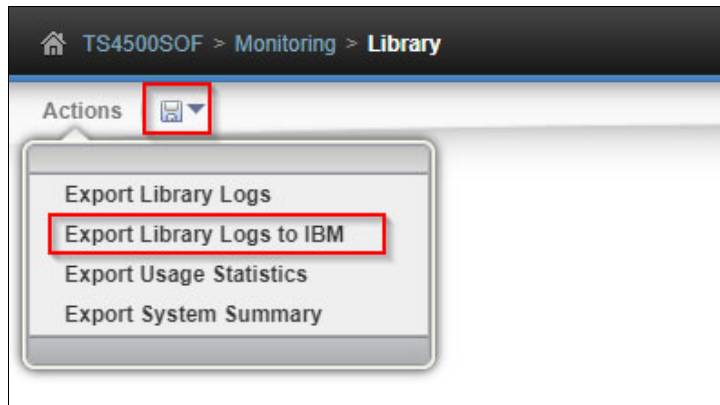 TS4500SOF > Monitoring > Library
Actions
Export Library Logs
Export Library Logs to IBM
Export Usage Statistics
Export System Summary